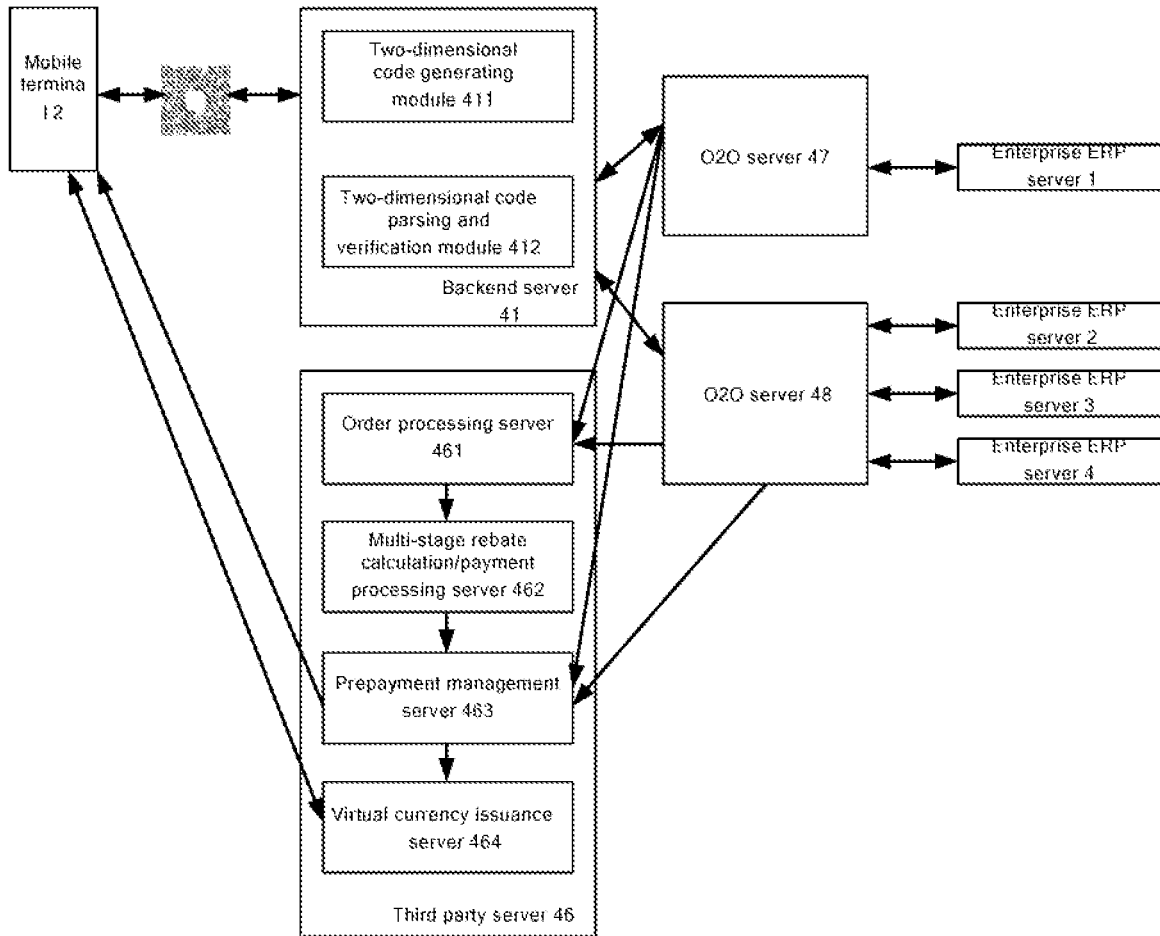 Mobile
termina
l 2
Two-dimensional
code generating
module 411
Two-dimensional code
parsing and
verification module 412
Backend server
41
O2O server 47
Enterprise ERP
server 1
O2O server 48
Enterprise ERP
server 2
Enterprise ERP
server 3
Enterprise ERP
server 4
Order processing server
461
Multi-stage rebate
calculation/payment
processing server 462
Prepayment management
server 463
Virtual currency issuance
server 464
Third party server 46